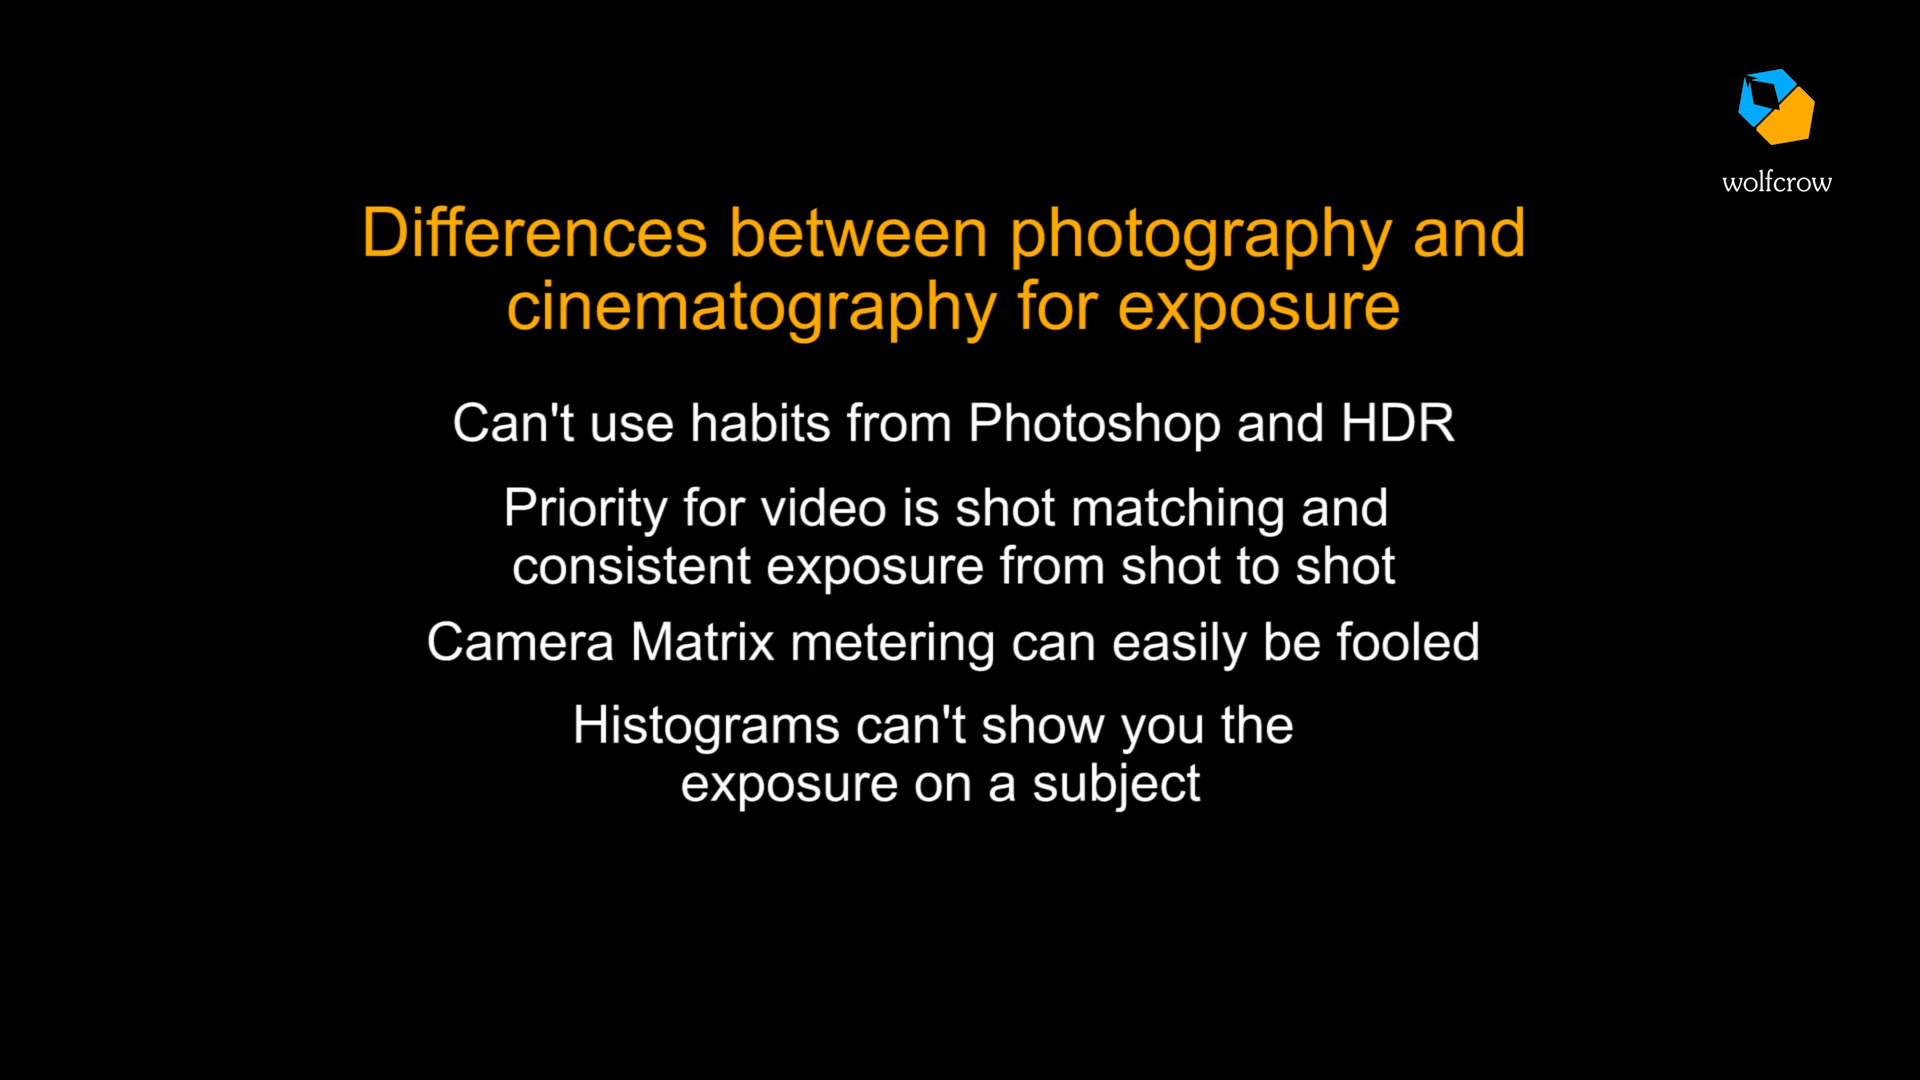 wolfcrow
Differences between photography and
cinematography for exposure
Can't use habits from Photoshop and HDR
Priority for video is shot matching and
consistent exposure from shot to shot
Camera Matrix metering can easily be fooled
Histograms can't show you the
exposure on a subject